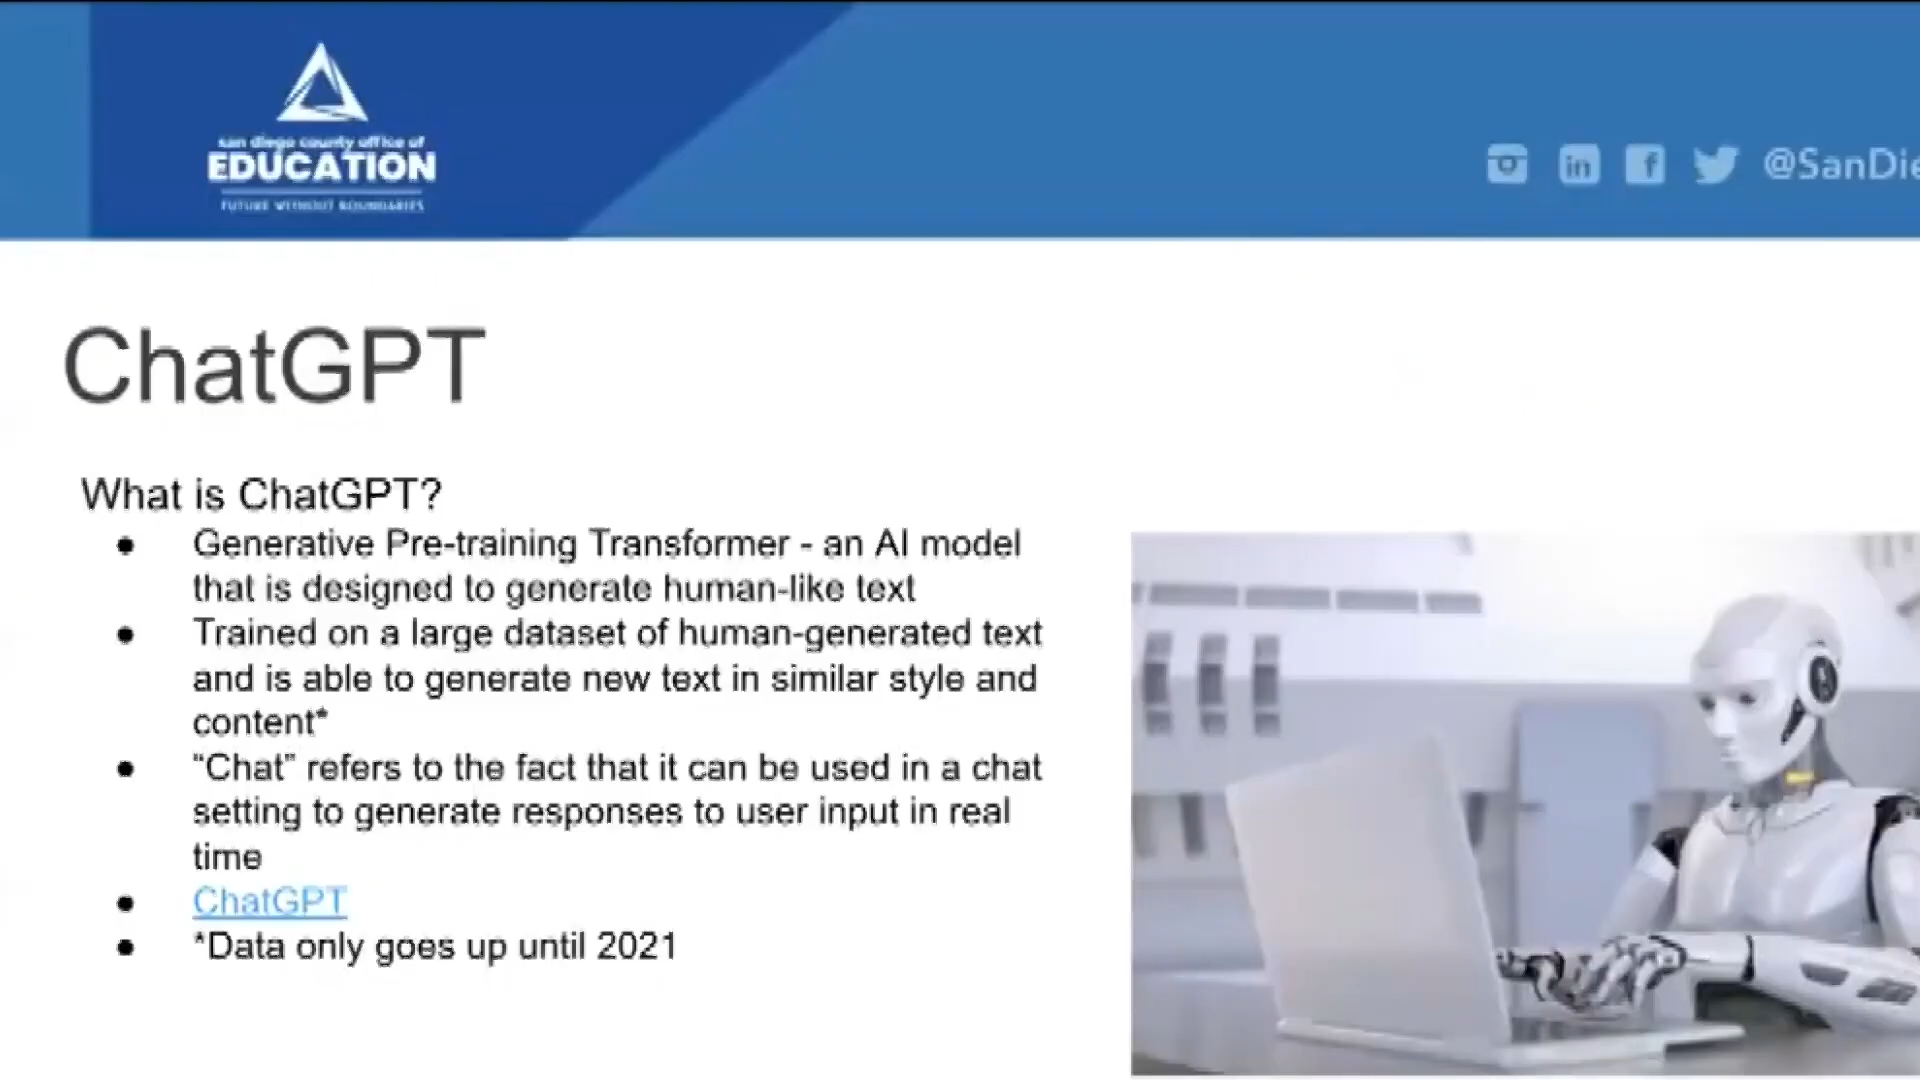 san diego county office of
EDUCATION
FUTURE WITHOUT BOUNDARIES
@SanDie
ChatGPT
What is ChatGPT?
● Generative Pre-training Transformer - an AI model
that is designed to generate human-like text
● Trained on a large dataset of human-generated text
and is able to generate new text in similar style and
content*
● “Chat” refers to the fact that it can be used in a chat
setting to generate responses to user input in real
time
● ChatGPT
● *Data only goes up until 2021